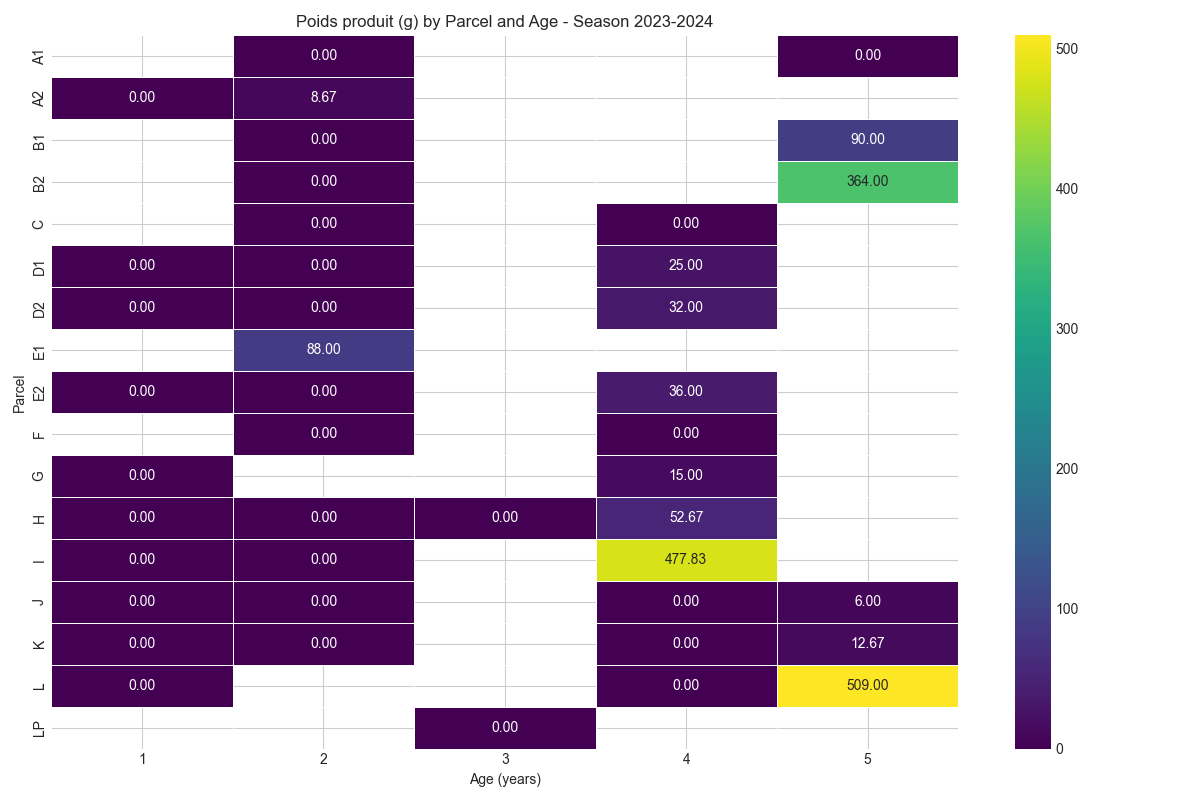 Poids produit (g) by Parcel and Age - Season 2023-2024
A1 0.00 0.00
A2 0.00 8.67
B1 0.00 90.00
B2 0.00 364.00
C 0.00 0.00
D1 0.00 0.00 25.00
D2 0.00 0.00 32.00
E1 88.00
E2 0.00 0.00 36.00
F 0.00 0.00
G 0.00 15.00
H 0.00 0.00 0.00 52.67
I 0.00 0.00 477.83
J 0.00 0.00 0.00 6.00
K 0.00 0.00 0.00 12.67
L 0.00 0.00 509.00
LP 0.00
Parcel
1 2 3 4 5
Age (years)
500
400
300
200
100
0